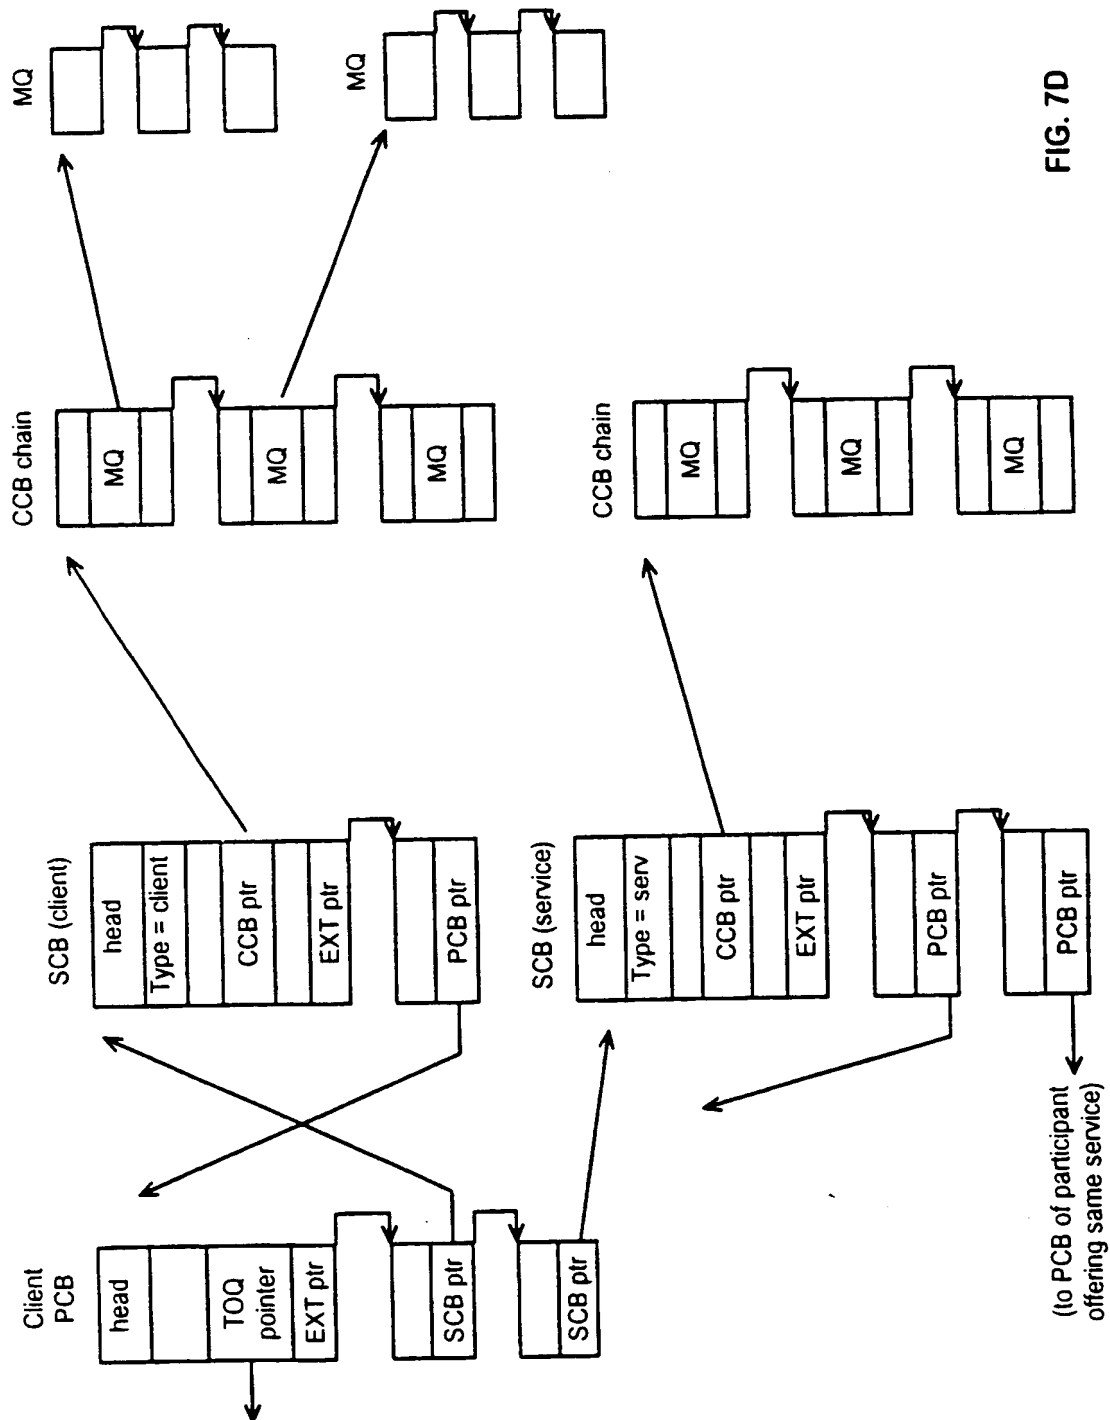 Client
PCB
head
TOQ
pointer
EXT ptr
SCB ptr
SCB ptr
SCB (client)
head
Type = client
CCB ptr
EXT ptr
PCB ptr
SCB (service)
head
Type = serv
CCB ptr
EXT ptr
PCB ptr
PCB ptr
(to PCB of participant
offering same service)
CCB chain
MQ
MQ
MQ
CCB chain
MQ
MQ
MQ
MQ
MQ
FIG. 7D